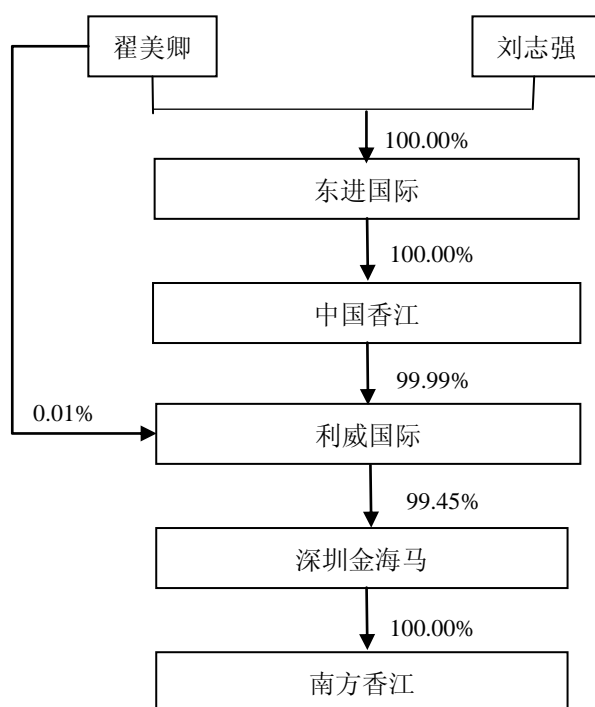 翟美卿
刘志强
100.00%
东进国际
100.00%
中国香江
99.99%
0.01%
利威国际
99.45%
深圳金海马
100.00%
南方香江